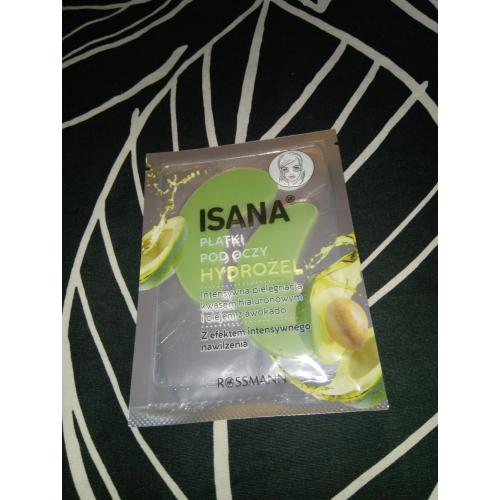 ISANA®
PŁATKI
POD OCZY
HYDROŻEL
Intensywna pielęgnacja
kwasem hialuronowym
i olejem z awokado
Z efektem intensywnego
nawilżenia
ROSSMANN